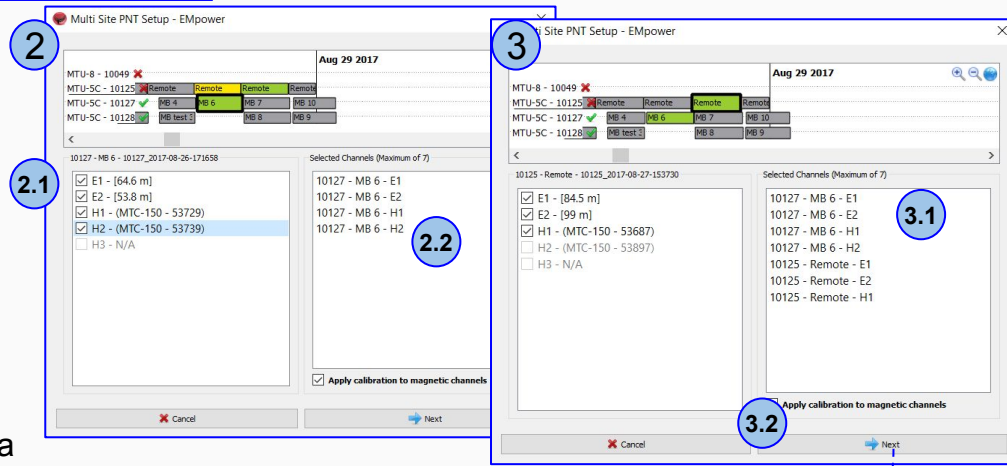 2
Multi Site PNT Setup - EMpower
Aug 29 2017
MTU-8 - 10049
MTU-5C - 10125 Remote Remote Remote Remote
MTU-5C - 10127 MB 4 MB 6 MB 7 MB 10
MTU-5C - 10128 MB test 3 MB 8 MB 9
10127 - MB 6 - 10127_2017-08-26-171658
Selected Channels (Maximum of 7)
2.1
E1 - [64.6 m]
E2 - [53.8 m]
H1 - (MTC-150 - 53729)
H2 - (MTC-150 - 53739)
H3 - N/A
10127 - MB 6 - E1
10127 - MB 6 - E2
10127 - MB 6 - H1
10127 - MB 6 - H2
2.2
Apply calibration to magnetic channels
Cancel
Next
a
3
Site PNT Setup - EMpower
Aug 29 2017
MTU-8 - 10049
MTU-5C - 10125 Remote Remote Remote Remote
MTU-5C - 10127 MB 4 MB 6 MB 7 MB 10
MTU-5C - 10128 MB test 3 MB 8 MB 9
10125 - Remote - 10125_2017-08-27-153730
Selected Channels (Maximum of 7)
E1 - [84.5 m]
E2 - [99 m]
H1 - (MTC-150 - 53687)
H2 - (MTC-150 - 53897)
H3 - N/A
10127 - MB 6 - E1
10127 - MB 6 - E2
10127 - MB 6 - H1
10127 - MB 6 - H2
10125 - Remote - E1
10125 - Remote - E2
10125 - Remote - H1
3.1
Apply calibration to magnetic channels
3.2
Cancel
Next